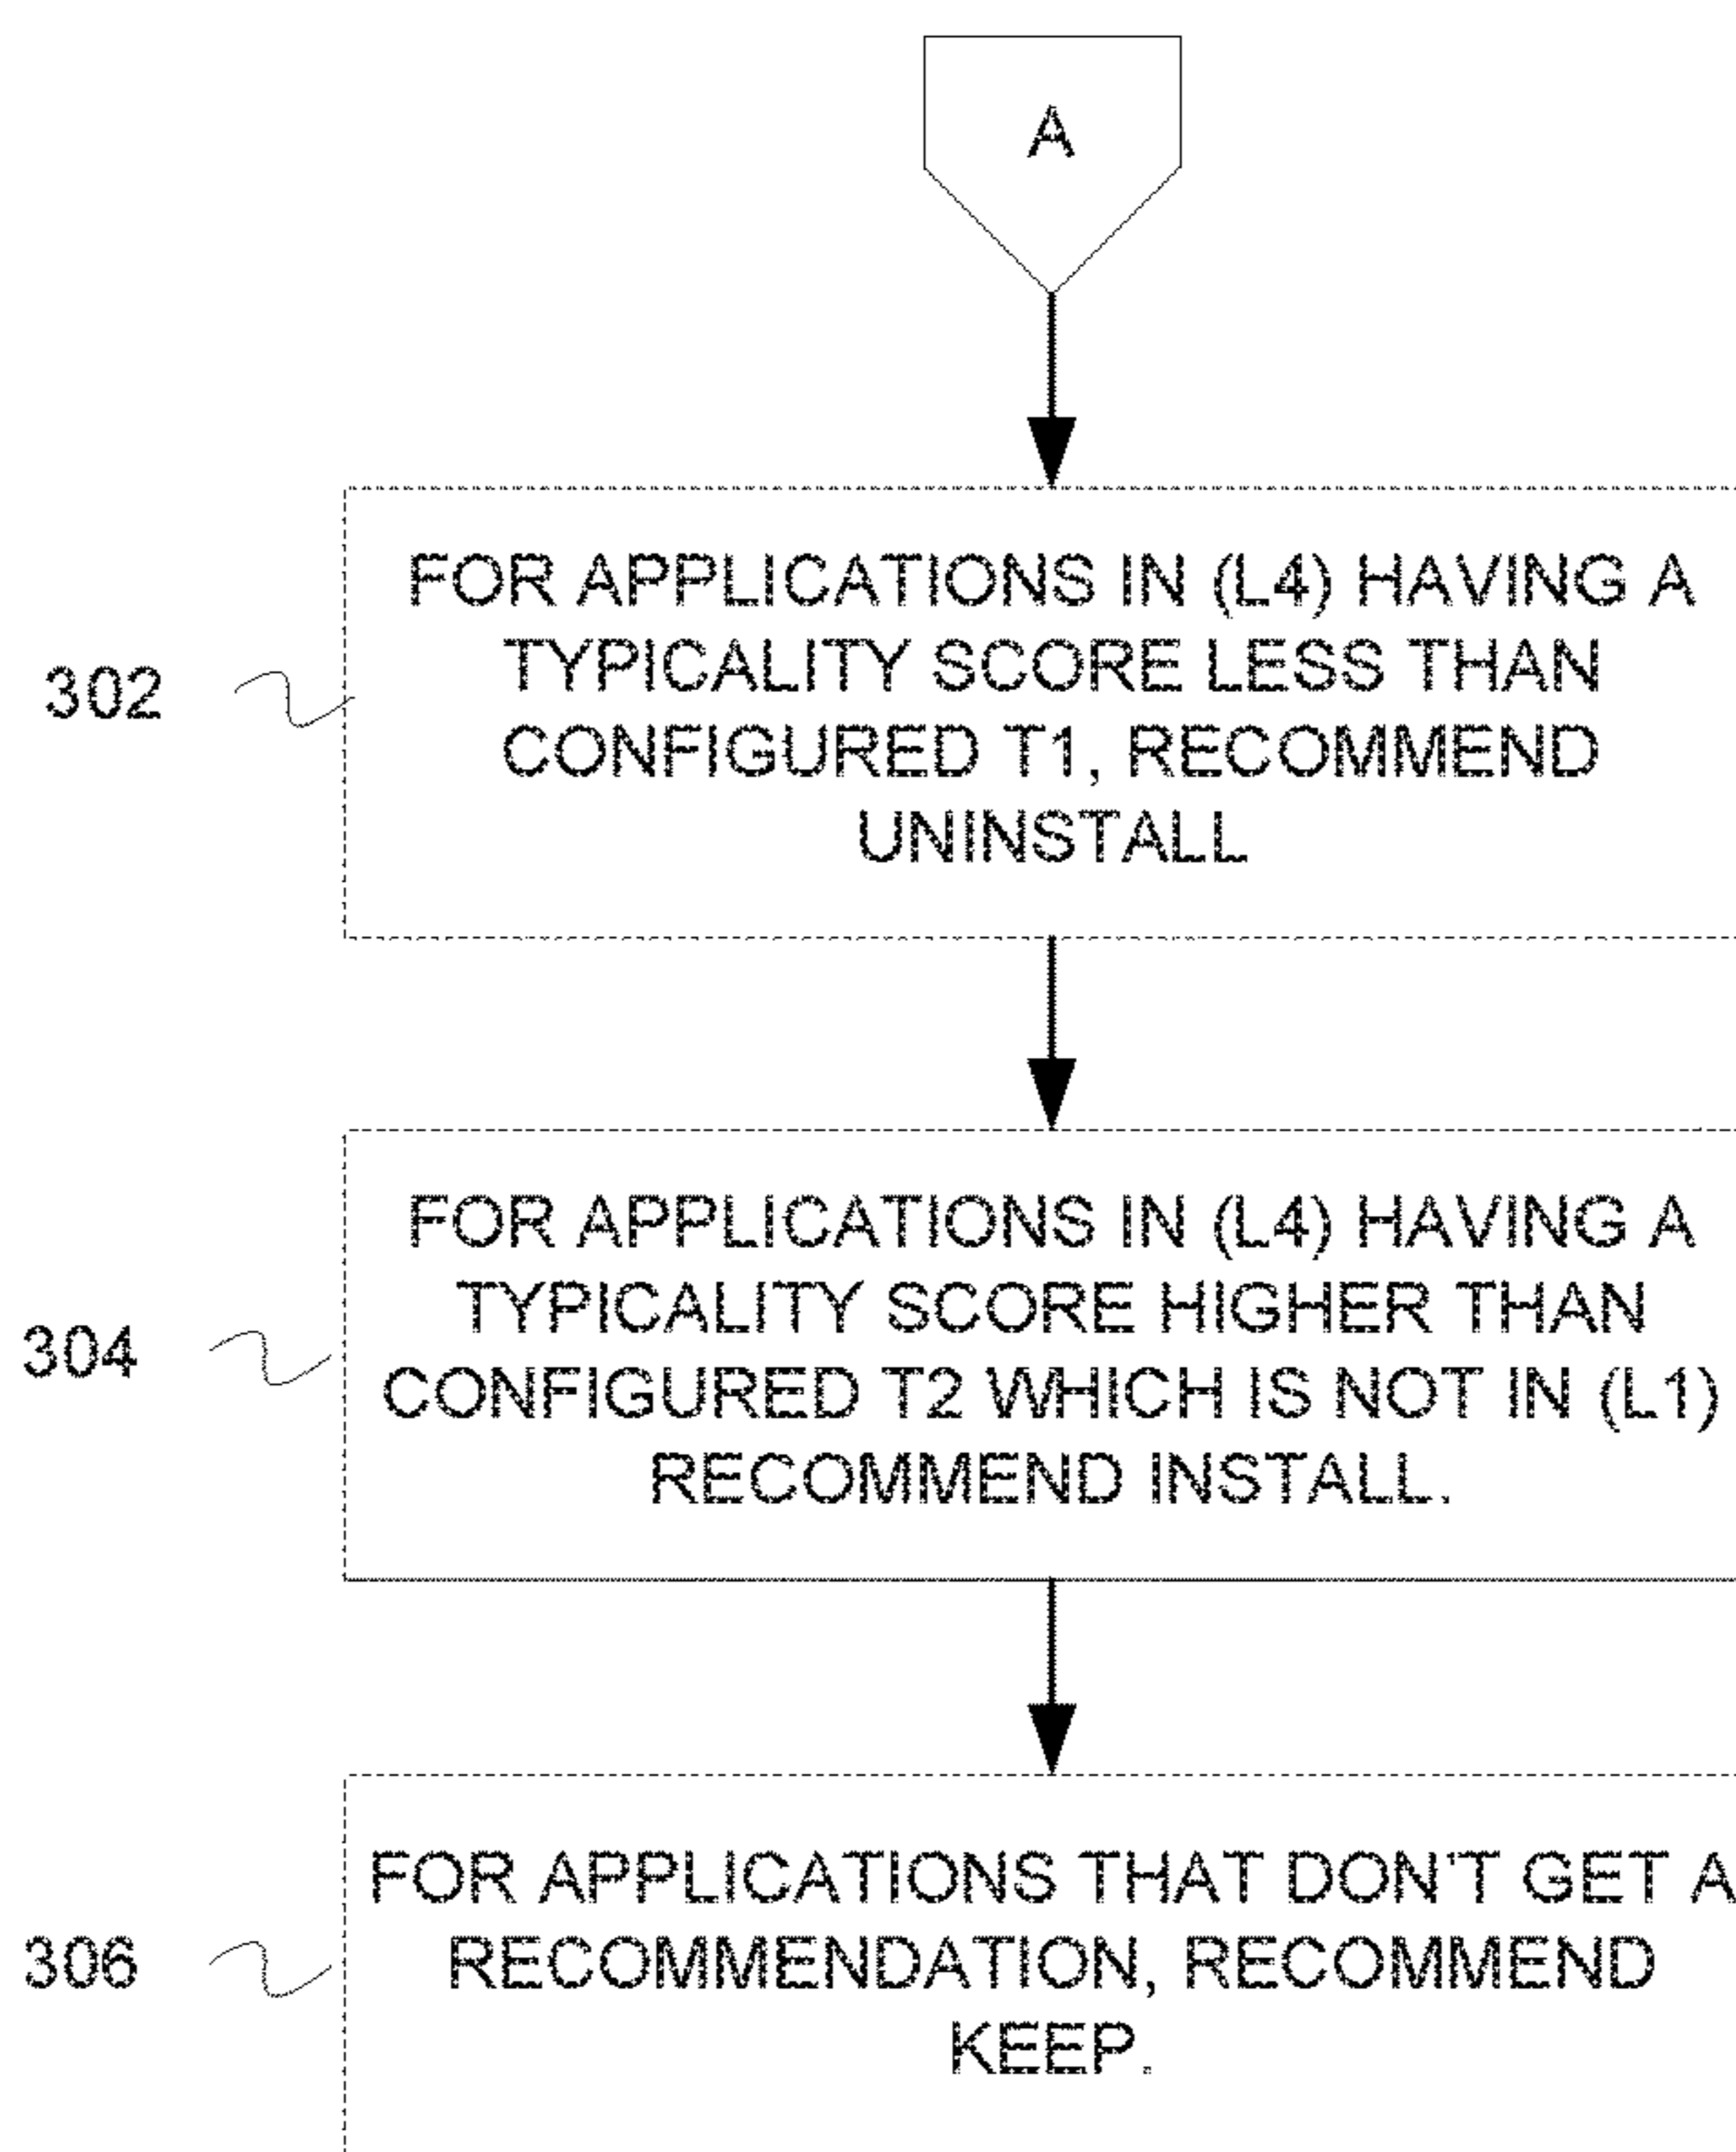 A
FOR APPLICATIONS IN (L4) HAVING A
TYPICALITY SCORE LESS THAN
CONFIGURED T1, RECOMMEND
UNINSTALL
302
FOR APPLICATIONS IN (L4) HAVING A
TYPICALITY SCORE HIGHER THAN
CONFIGURED T2 WHICH IS NOT IN (L1)
RECOMMEND INSTALL.
304
FOR APPLICATIONS THAT DON'T GET A
RECOMMENDATION, RECOMMEND
KEEP.
306